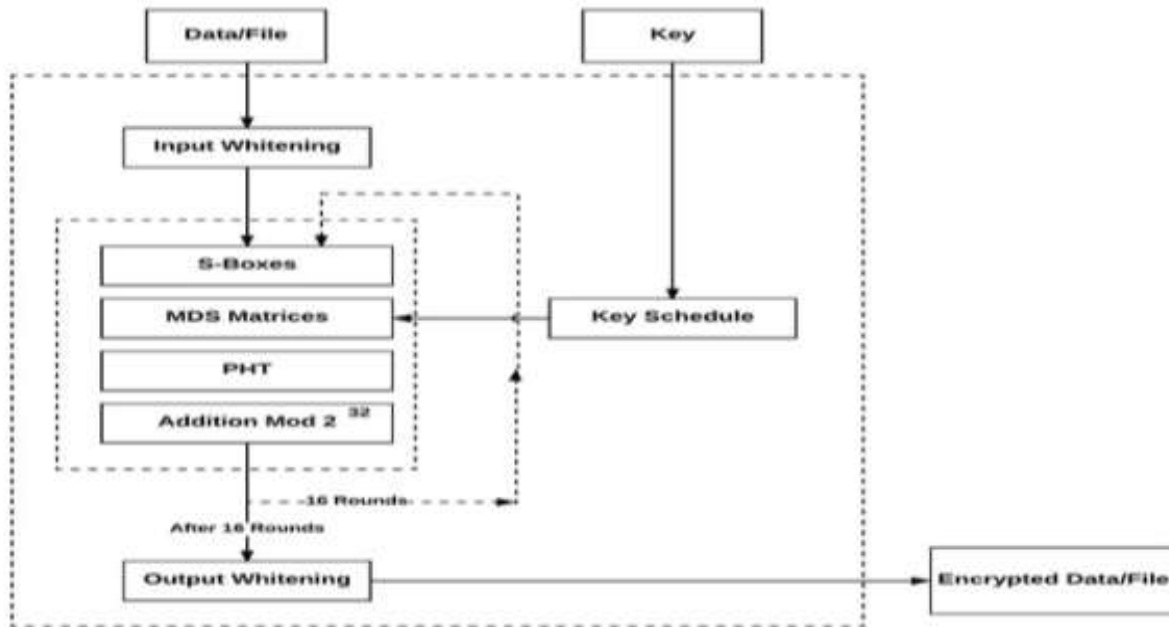 Data/File
Key
Input Whitening
S-Boxes
MDS Matrices
Key Schedule
PHT
Addition Mod 2 32
16 Rounds
After 16 Rounds
Output Whitening
Encrypted Data/File